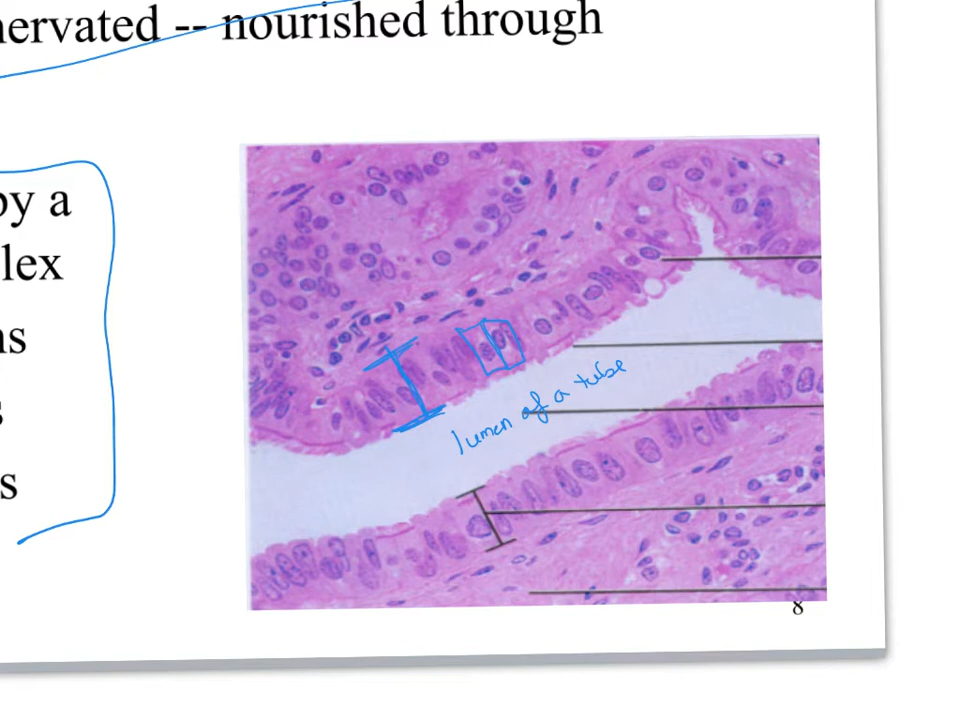 nervated -- nourished through
by a
lex
ns
s
s
lumen of a tube
8